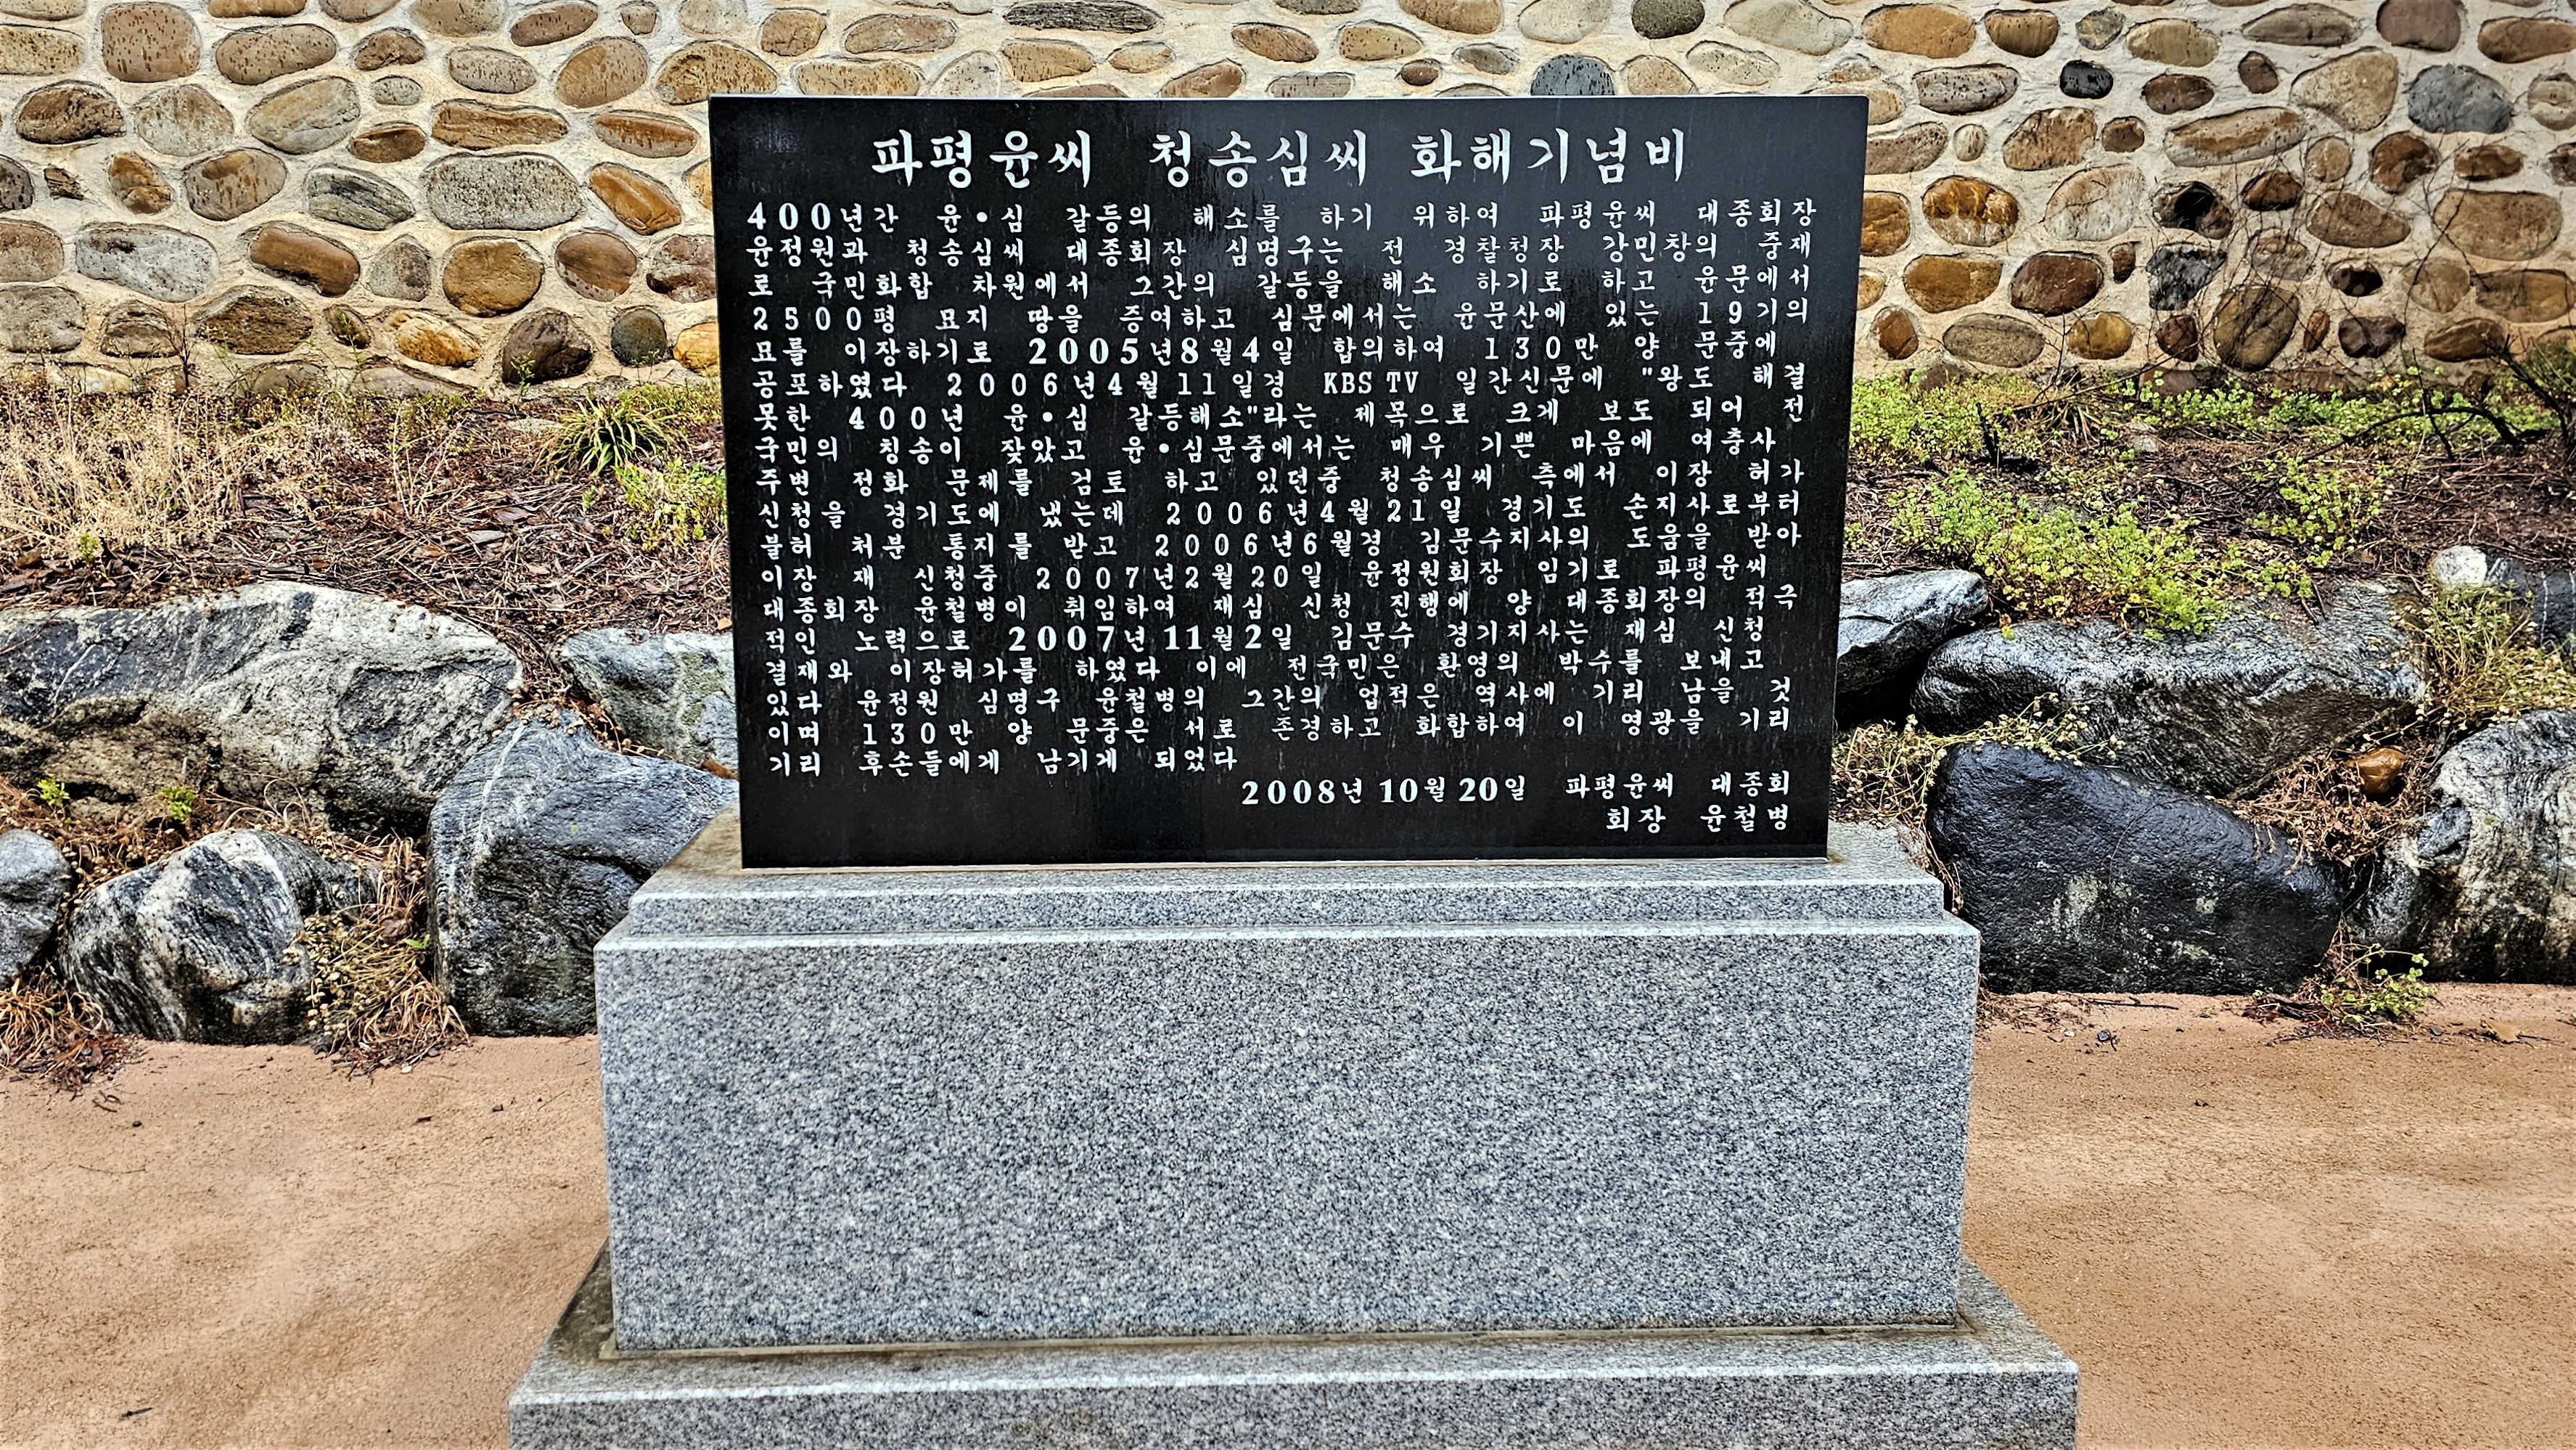 파평윤씨 청송심씨 화해기념비
400년간 윤•심 갈등의 해소를 하기 위하여 파평윤씨 대종회장
윤정원과 청송심씨 대종회장 심명구는 전 경찰청장 강민창의 중재
로 국민화합 차원에서 그간의 갈등을 해소 하기로 하고 윤문에서
2500평 묘지 땅을 증여하고 심문에서는 윤문산에 있는 19기의
묘를 이장하기로 2005년8월4일 합의하여 130만 양 문중에
공포하였다 2006년4월11일경 KBS TV 일간신문에 "왕도 해결
못한 400년 윤•심 갈등해소"라는 제목으로 크게 보도 되어 전
국민의 칭송이 잦았고 윤•심문중에서는 매우 기쁜 마음에 여충사
주변 정화 문제를 검토 하고 있던중 청송심씨 측에서 이장 허가
신청을 경기도에 냈는데 2006년4월21일 경기도 손지사로부터
불허 처분 통지를 받고 2006년6월경 김문수지사의 도움을 받아
이장 재 신청중 2007년2월20일 윤정원회장 임기로 파평윤씨
대종회장 윤철병이 취임하여 재심 신청 진행에 양 대종회장의 적극
적인 노력으로 2007년 11월2일 김문수 경기지사는 재심 신청
결재와 이장허가를 하였다 이에 전국민은 환영의 박수를 보내고
있다 윤정원 심명구 윤철병의 그간의 업적은 역사에 기리 남을 것
이며 130만 양 문중은 서로 존경하고 화합하여 이 영광을 기리
기리 후손들에게 남기게 되었다
2008년 10월 20일 파평윤씨 대종회
회장 윤철병